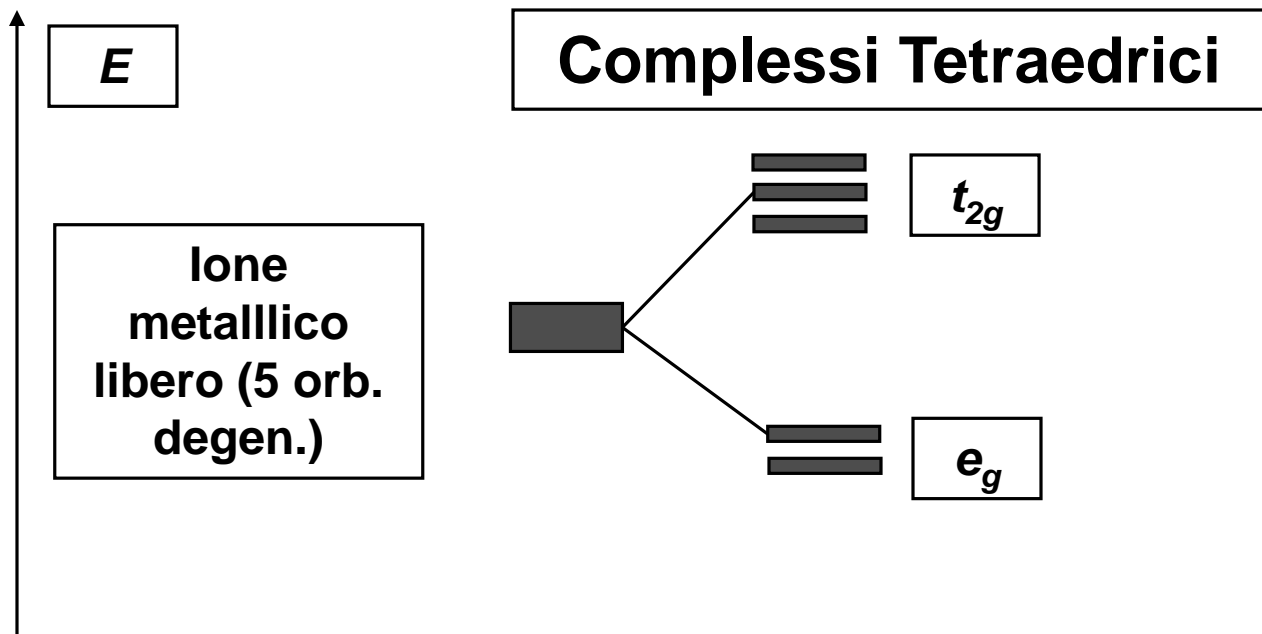 E
Complessi Tetraedrici
t2g
Ione
metalllico
libero (5 orb.
degen.)
eg